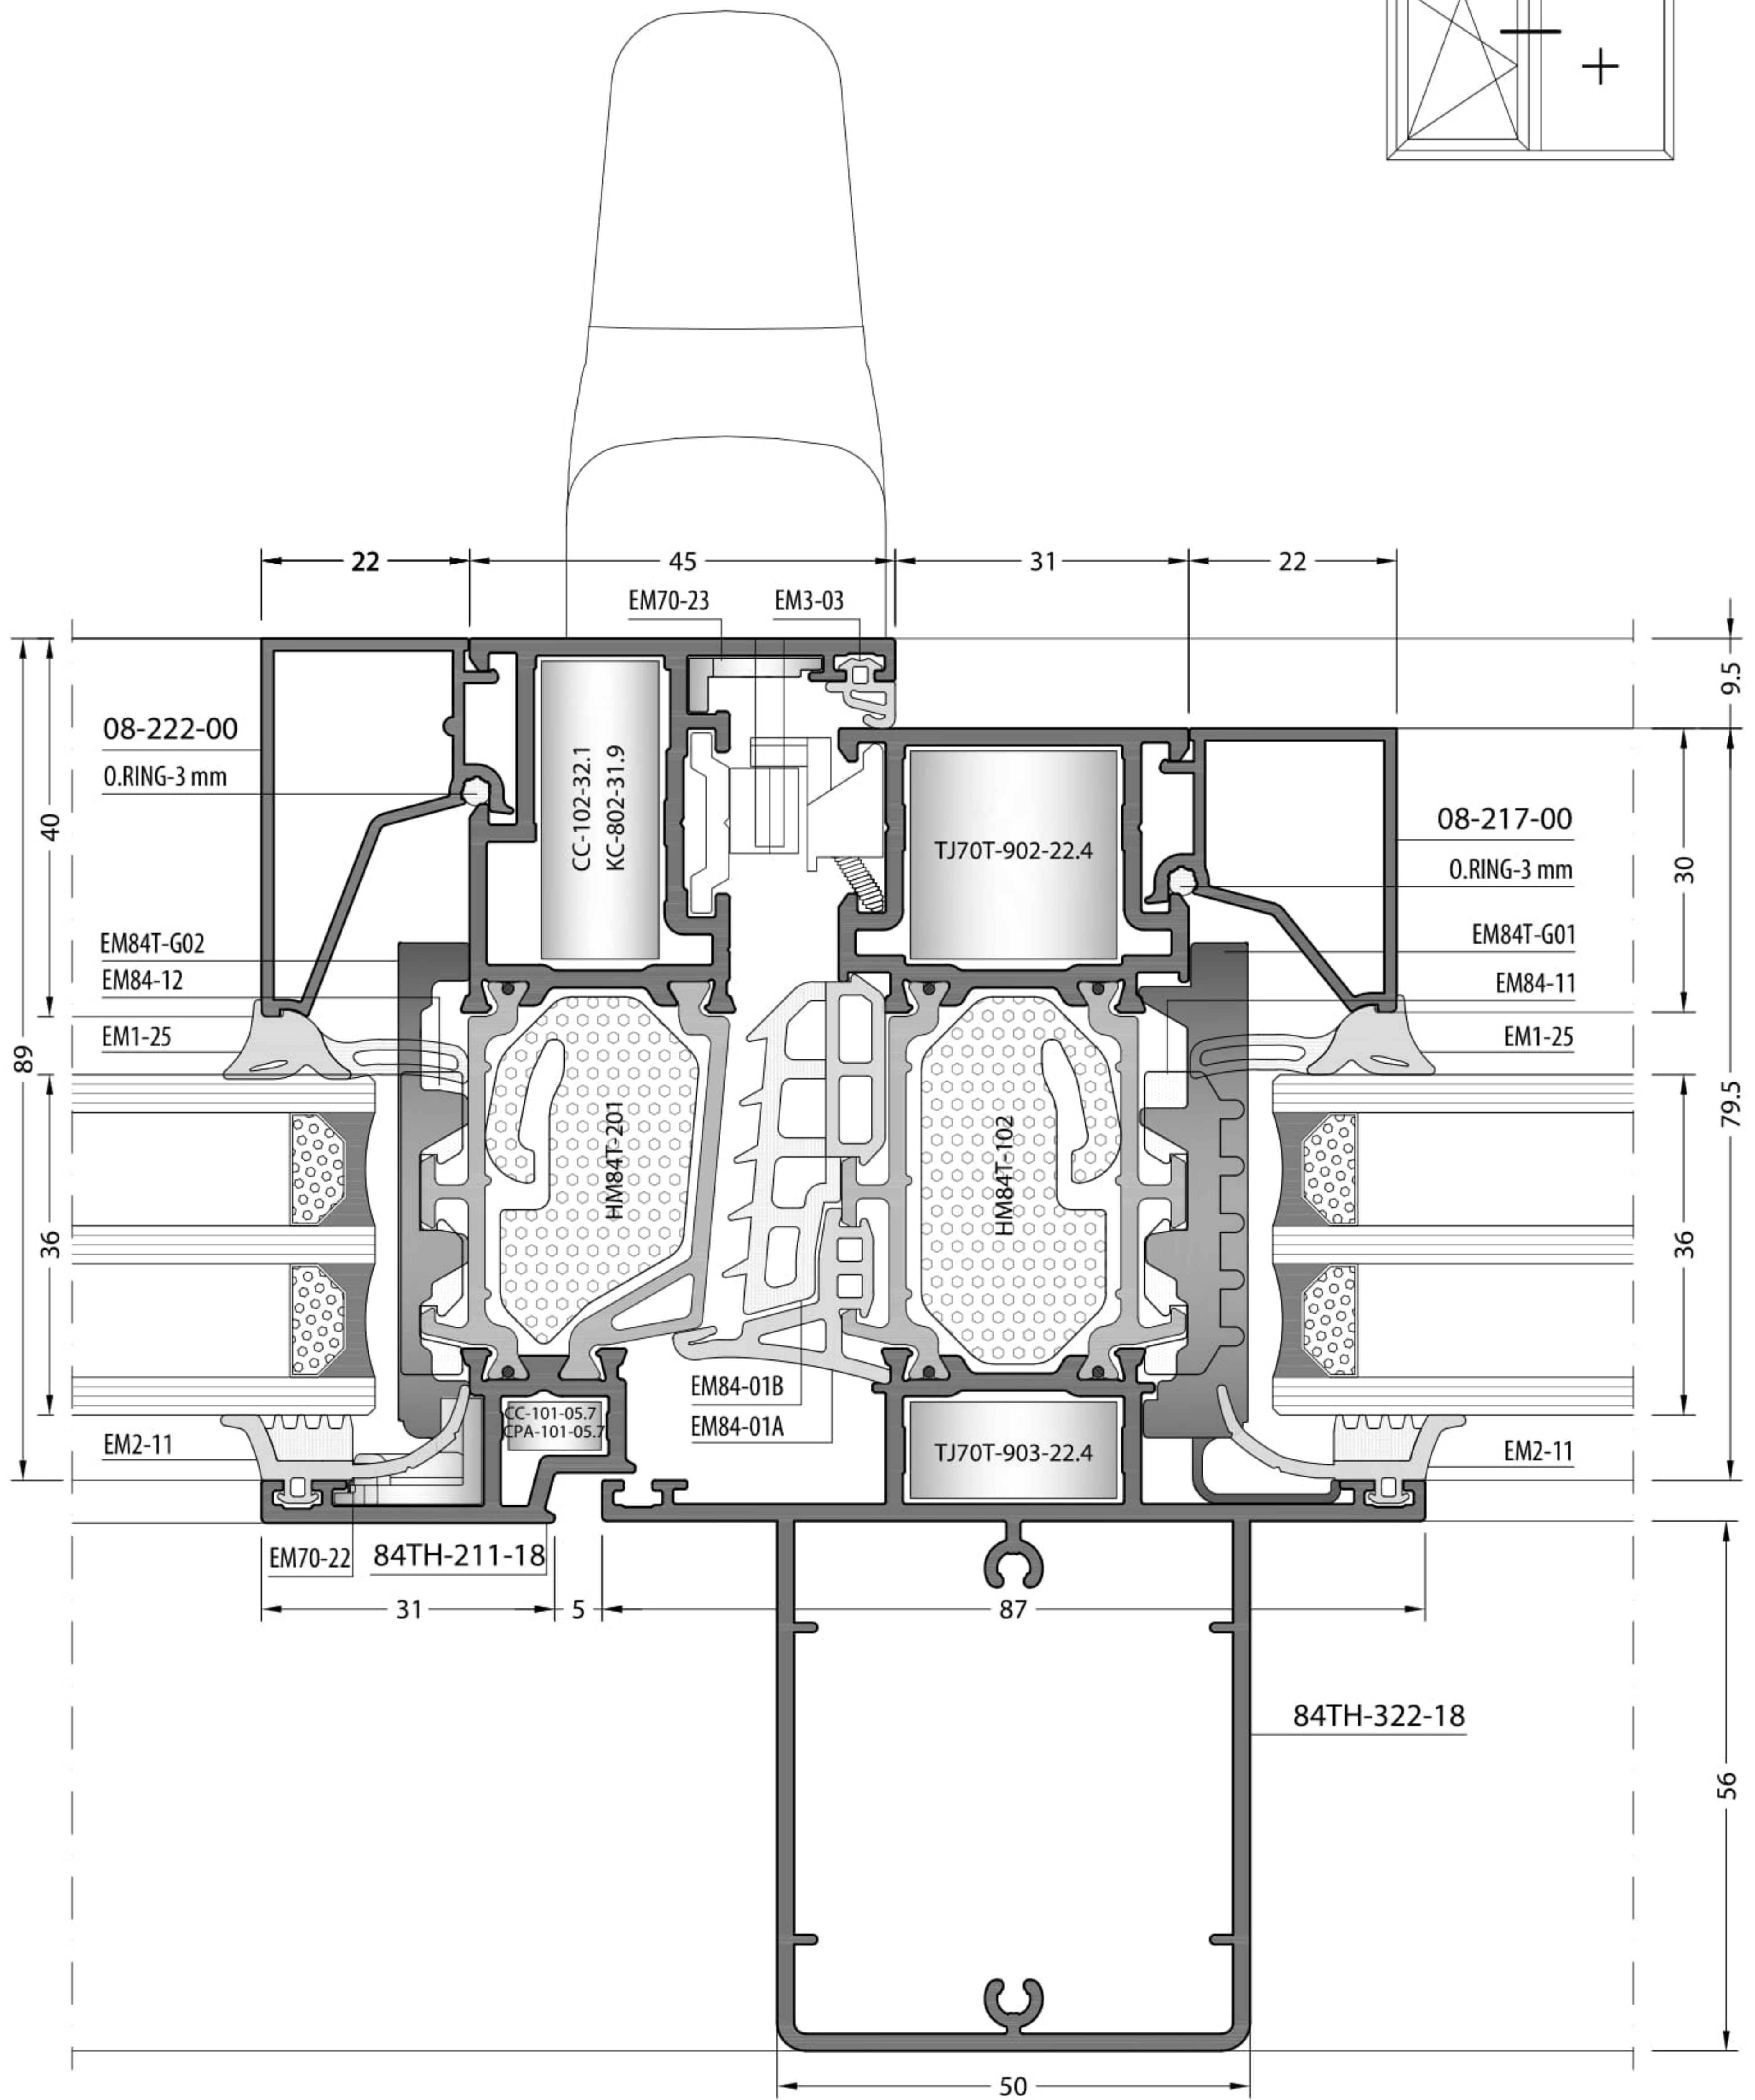 22
45
31
22
EM70-23
EM3-03
9.5
08-222-00
O.RING-3 mm
CC-102-32.1
KC-802-31.9
TJ70T-902-22.4
08-217-00
O.RING-3 mm
40
30
EM84T-G02
EM84-12
EM1-25
EM84T-G01
EM84-11
EM1-25
89
79.5
HM84T-201
HM84T-102
36
36
EM84-01B
EM84-01A
CC-101-05.7
CPA-101-05.7
TJ70T-903-22.4
EM2-11
EM2-11
EM70-22
84TH-211-18
31
5
87
84TH-322-18
56
50